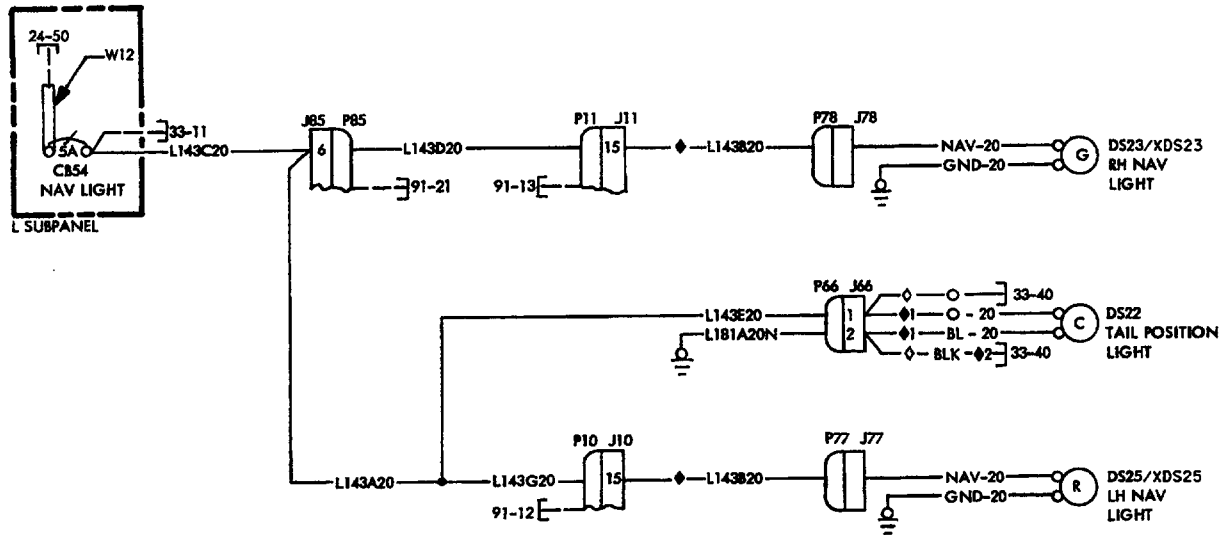 24-50
W12
33-11
5A
L143C20
CB54
NAV LIGHT
L SUBPANEL
J85 P85
6
L143D20
91-21
P11 J11
15
91-13
L143B20
P78 J78
NAV-20
GND-20
G
DS23/XDS23
RH NAV
LIGHT
P66 J66
L143E20
1
L181A20N
2
O
33-40
1 O - 20
1 BL - 20
BLK 2
33-40
C
DS22
TAIL POSITION
LIGHT
L143A20
L143G20
P10 J10
15
91-12
L143B20
P77 J77
NAV-20
GND-20
R
DS25/XDS25
LH NAV
LIGHT